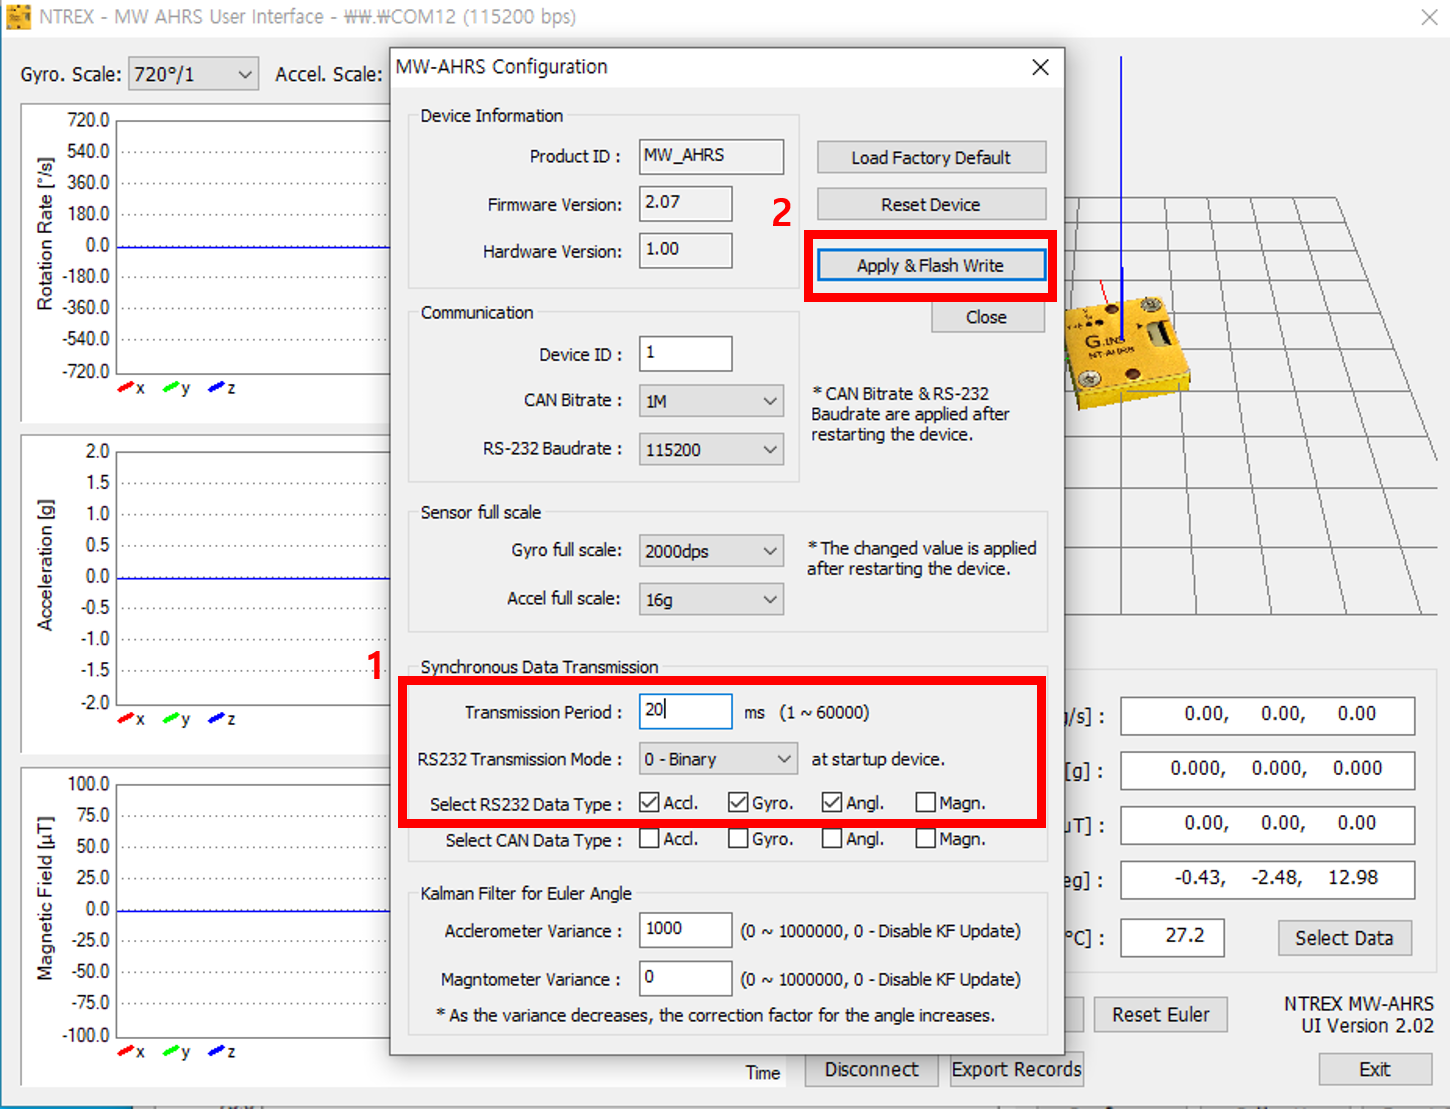 NTREX - MW AHRS User Interface - ₩₩.₩COM12 (115200 bps)
Gyro. Scale: 720°/1 Accel. Scale:
MW-AHRS Configuration
Device Information
Product ID : MW_AHRS
Firmware Version: 2.07
Hardware Version: 1.00
Load Factory Default
Reset Device
2
Apply & Flash Write
Close
Communication
Device ID : 1
CAN Bitrate : 1M
RS-232 Baudrate : 115200
* CAN Bitrate & RS-232
Baudrate are applied after
restarting the device.
Sensor full scale
Gyro full scale: 2000dps
Accel full scale: 16g
* The changed value is applied
after restarting the device.
1
Synchronous Data Transmission
Transmission Period : 20 ms (1 ~ 60000)
RS232 Transmission Mode : 0 - Binary at startup device.
Select RS232 Data Type : Accl. Gyro. Angl. Magn.
Select CAN Data Type : Accl. Gyro. Angl. Magn.
Kalman Filter for Euler Angle
Acclerometer Variance : 1000 (0 ~ 1000000, 0 - Disable KF Update)
Magntometer Variance : 0 (0 ~ 1000000, 0 - Disable KF Update)
* As the variance decreases, the correction factor for the angle increases.
Rotation Rate [°/s]
720.0
540.0
360.0
180.0
0.0
-180.0
-360.0
-540.0
-720.0
x y z
Acceleration [g]
2.0
1.5
1.0
0.5
0.0
-0.5
-1.0
-1.5
-2.0
x y z
Magnetic Field [µT]
100.0
75.0
50.0
25.0
0.0
-25.0
-50.0
-75.0
-100.0
x y z
Time
G.INS
NT-AHRS
/s] : 0.00, 0.00, 0.00
[g] : 0.000, 0.000, 0.000
µT] : 0.00, 0.00, 0.00
eg] : -0.43, -2.48, 12.98
°C] : 27.2
Select Data
Reset Euler
NTREX MW-AHRS
UI Version 2.02
Disconnect
Export Records
Exit